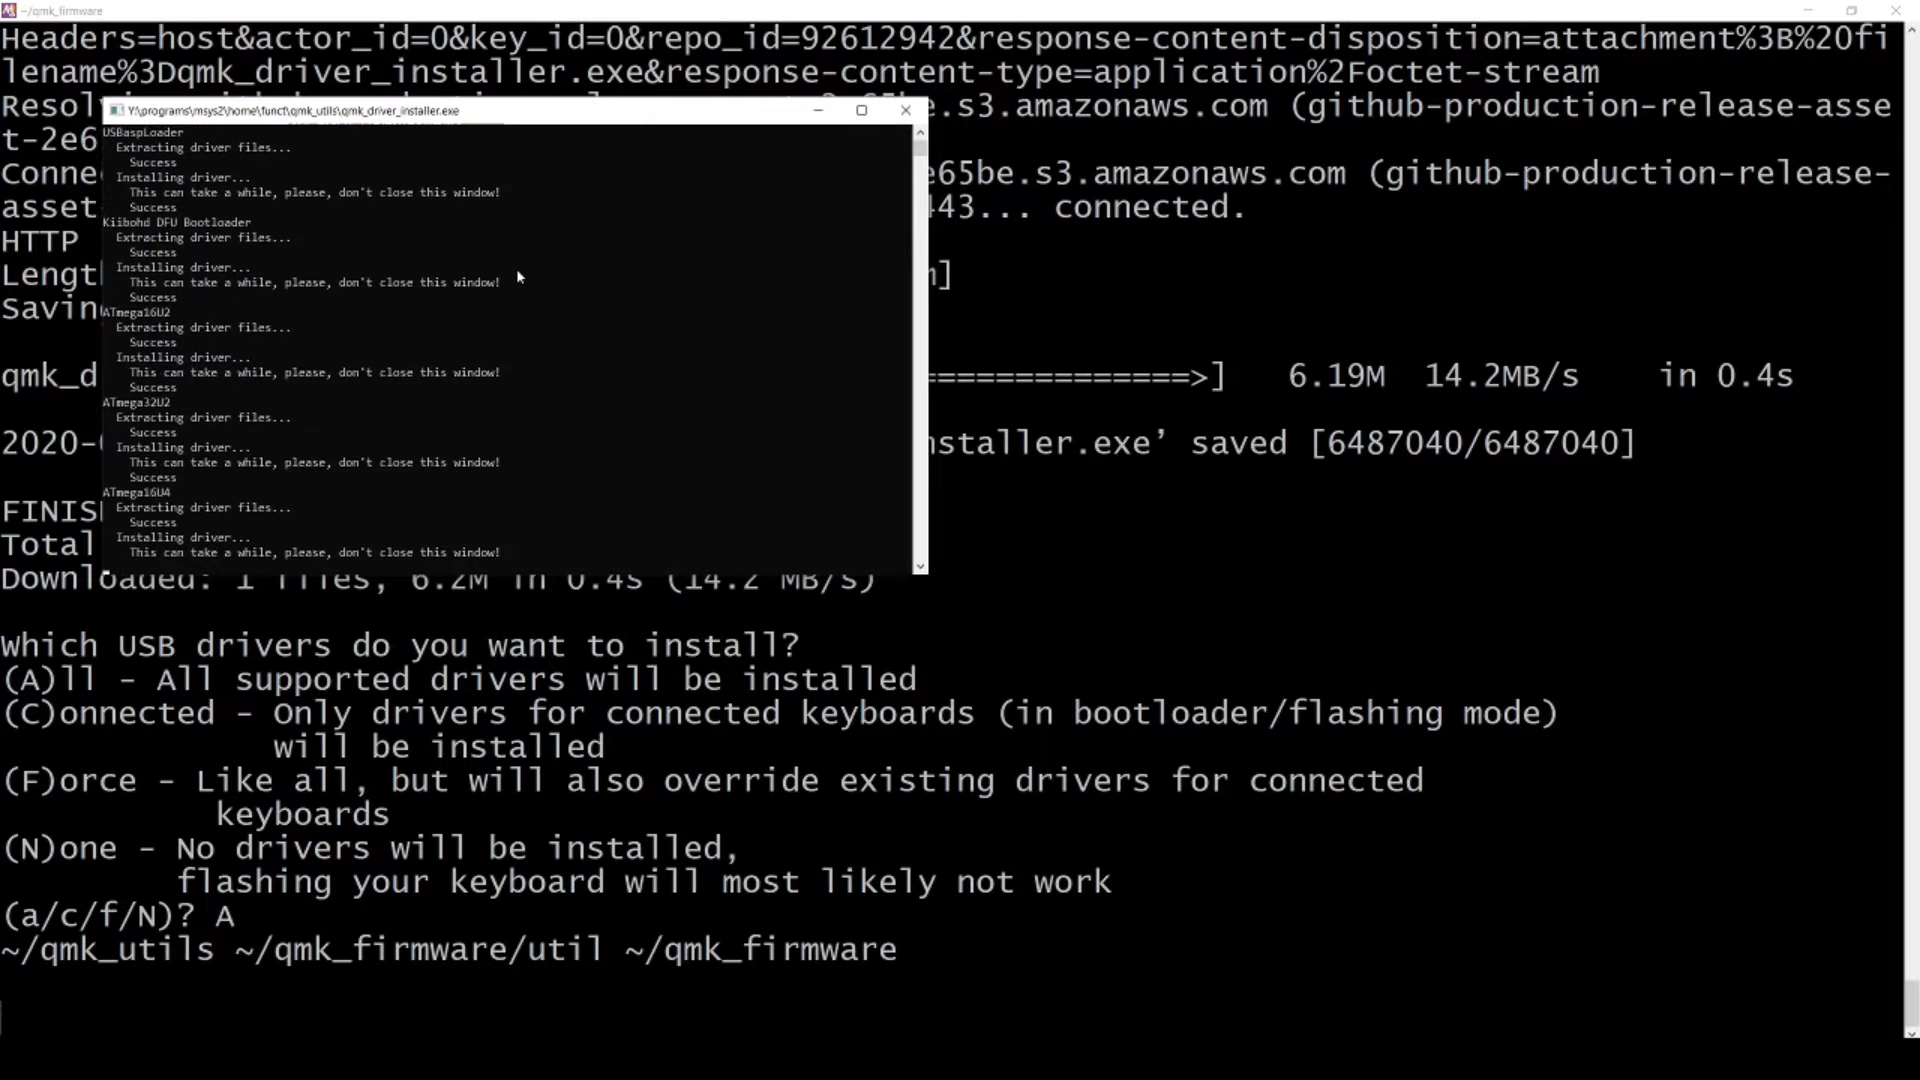 ~/qmk_firmware
Headers=host&actor_id=0&key_id=0&repo_id=92612942&response-content-disposition=attachment%3B%20fi
lename%3Dqmk_driver_installer.exe&response-content-type=application%2Foctet-stream
Resol
be.s3.amazonaws.com (github-production-release-asse
t-2e6
Conne
e65be.s3.amazonaws.com (github-production-release-
asset
443... connected.
HTTP
Lengt
]
Savin
qmk_d
==============>]   6.19M  14.2MB/s    in 0.4s
2020-
nstaller.exe’ saved [6487040/6487040]
FINIS
Total
Downloaded: 1 files, 6.2M in 0.4s (14.2 MB/s)
Y:\programs\msys2\home\funct\qmk_utils\qmk_driver_installer.exe
USBaspLoader
Extracting driver files...
Success
Installing driver...
This can take a while, please, don't close this window!
Success
Kiibohd DFU Bootloader
Extracting driver files...
Success
Installing driver...
This can take a while, please, don't close this window!
Success
ATmega16U2
Extracting driver files...
Success
Installing driver...
This can take a while, please, don't close this window!
Success
ATmega32U2
Extracting driver files...
Success
Installing driver...
This can take a while, please, don't close this window!
Success
ATmega16U4
Extracting driver files...
Success
Installing driver...
This can take a while, please, don't close this window!
Which USB drivers do you want to install?
(A)ll - All supported drivers will be installed
(C)onnected - Only drivers for connected keyboards (in bootloader/flashing mode)
will be installed
(F)orce - Like all, but will also override existing drivers for connected
keyboards
(N)one - No drivers will be installed,
flashing your keyboard will most likely not work
(a/c/f/N)? A
~/qmk_utils ~/qmk_firmware/util ~/qmk_firmware